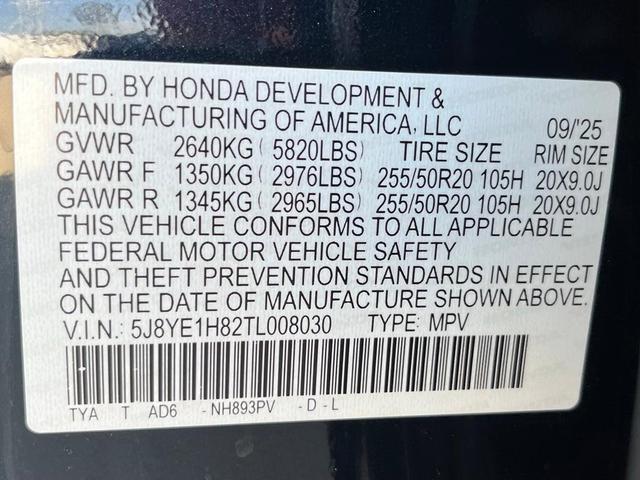 MFD. BY HONDA DEVELOPMENT &
MANUFACTURING OF AMERICA, LLC 09/'25
GVWR 2640KG( 5820LBS) TIRE SIZE RIM SIZE
GAWR F 1350KG( 2976LBS) 255/50R20 105H 20X9.0J
GAWR R 1345KG( 2965LBS) 255/50R20 105H 20X9.0J
THIS VEHICLE CONFORMS TO ALL APPLICABLE
FEDERAL MOTOR VEHICLE SAFETY
AND THEFT PREVENTION STANDARDS IN EFFECT
ON THE DATE OF MANUFACTURE SHOWN ABOVE.
V.I.N.: 5J8YE1H82TL008030 TYPE: MPV
TYA T AD6 -NH893PV -D-L